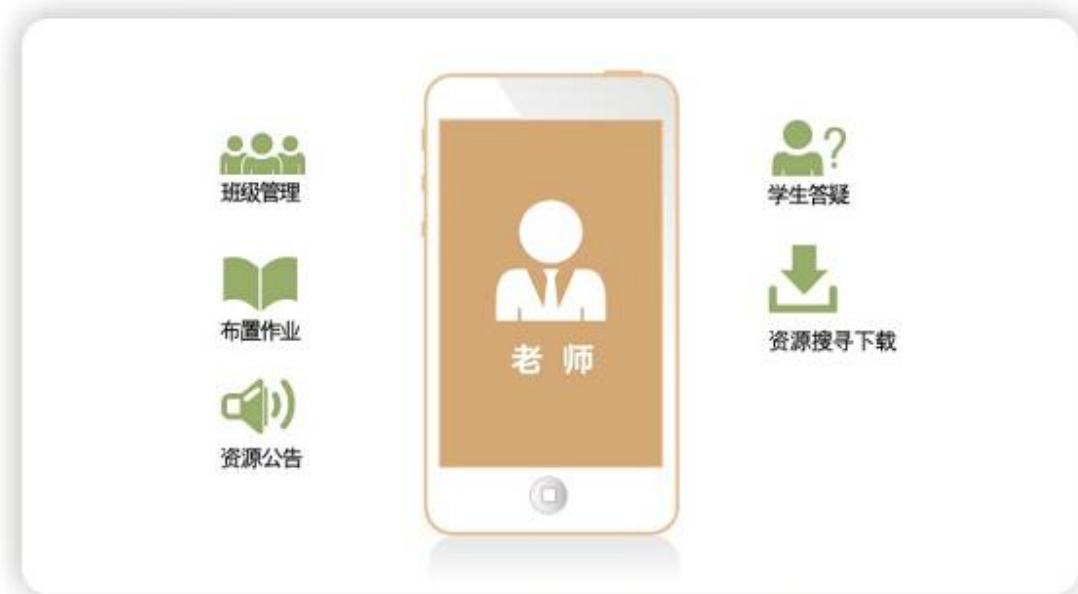 班级管理
布置作业
资源公告
老师
学生答疑
资源搜寻下载